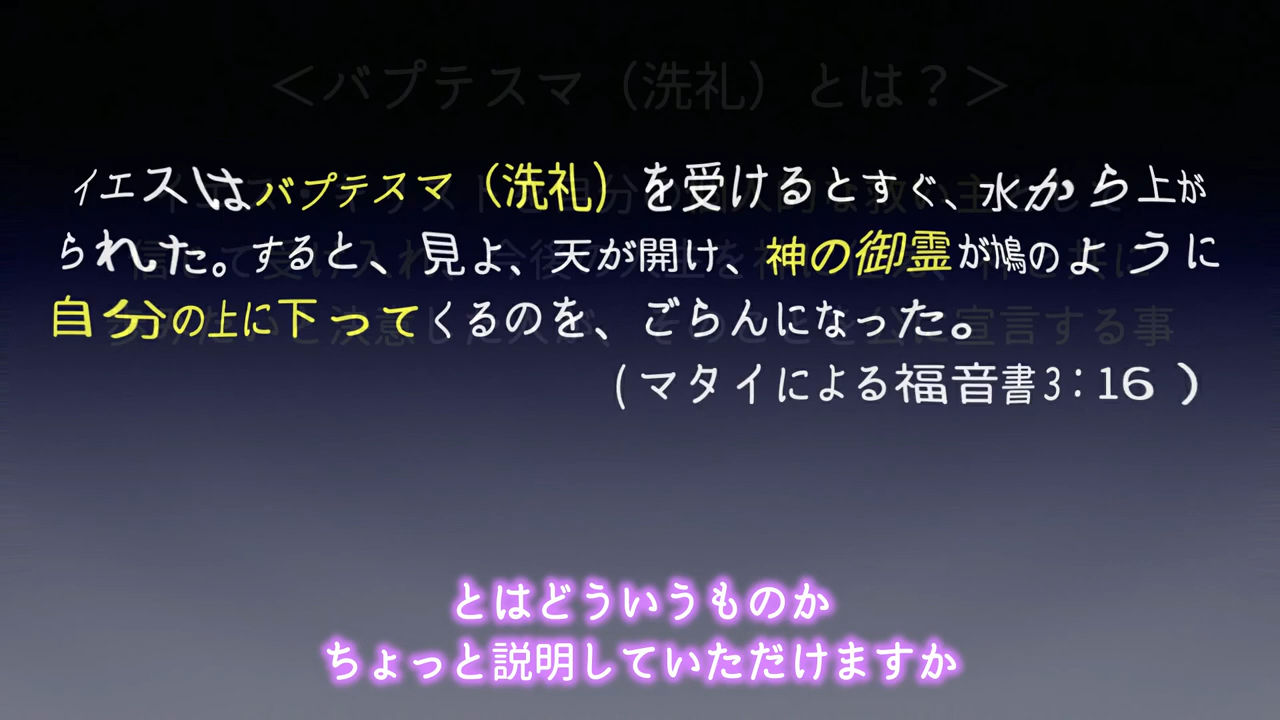 ＜バプテスマ（洗礼）とは？＞
イエスはバプテスマ（洗礼）を受けるとすぐ、水から上が
られた。すると、見よ、天が開け、神の御霊が鳩のように
自分の上に下ってくるのを、ごらんになった。
(マタイによる福音書3：16 )
とはどういうものか
ちょっと説明していただけますか